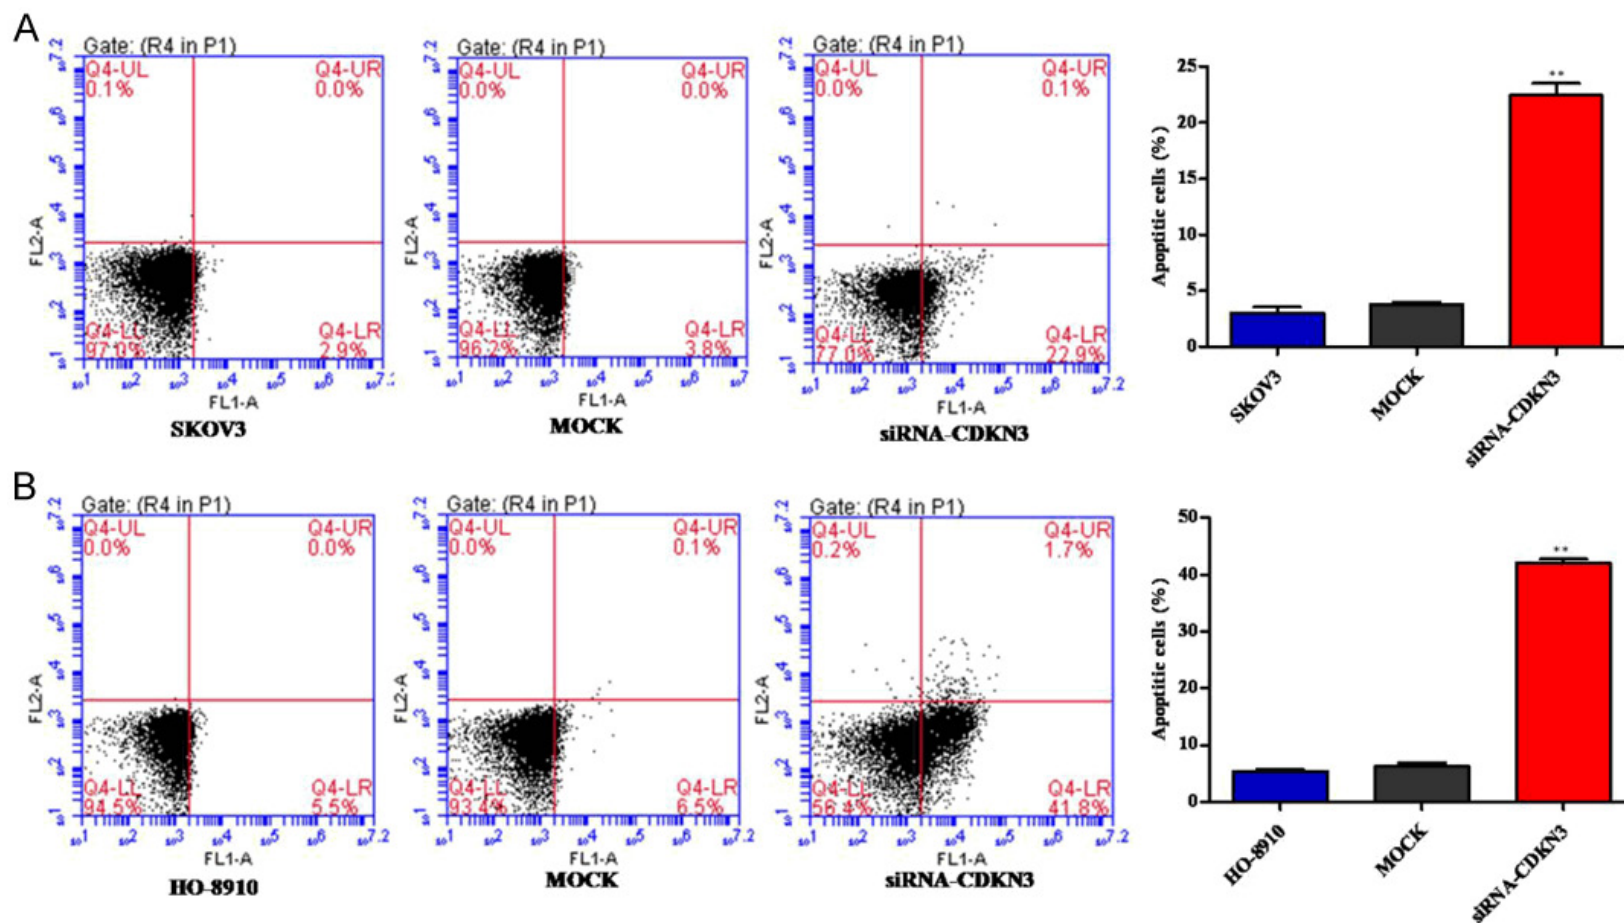 A
Gate: (R4 in P1)
Q4-UL
0.1%
Q4-UR
0.0%
Q4-LL
97.0%
Q4-LR
2.9%
FL2-A
FL1-A
SKOV3
Gate: (R4 in P1)
Q4-UL
0.0%
Q4-UR
0.0%
Q4-LL
96.2%
Q4-LR
3.8%
FL2-A
FL1-A
MOCK
Gate: (R4 in P1)
Q4-UL
0.0%
Q4-UR
0.1%
Q4-LL
77.0%
Q4-LR
22.9%
FL2-A
FL1-A
siRNA-CDKN3
Apoptitic cells (%)
25
20
15
10
5
0
**
SKOV3
MOCK
siRNA-CDKN3
B
Gate: (R4 in P1)
Q4-UL
0.0%
Q4-UR
0.0%
Q4-LL
94.5%
Q4-LR
5.5%
FL2-A
FL1-A
HO-8910
Gate: (R4 in P1)
Q4-UL
0.0%
Q4-UR
0.1%
Q4-LL
93.4%
Q4-LR
6.5%
FL2-A
FL1-A
MOCK
Gate: (R4 in P1)
Q4-UL
0.2%
Q4-UR
1.7%
Q4-LL
56.4%
Q4-LR
41.8%
FL2-A
FL1-A
siRNA-CDKN3
Apoptitic cells (%)
50
40
30
20
10
0
**
HO-8910
MOCK
siRNA-CDKN3